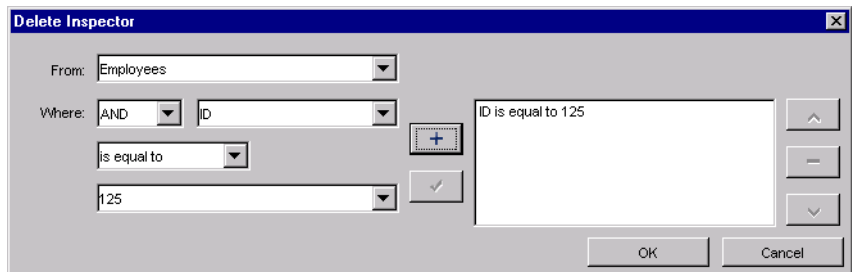 Delete Inspector
From: Employees
Where: AND ID
is equal to
125
ID is equal to 125
OK Cancel